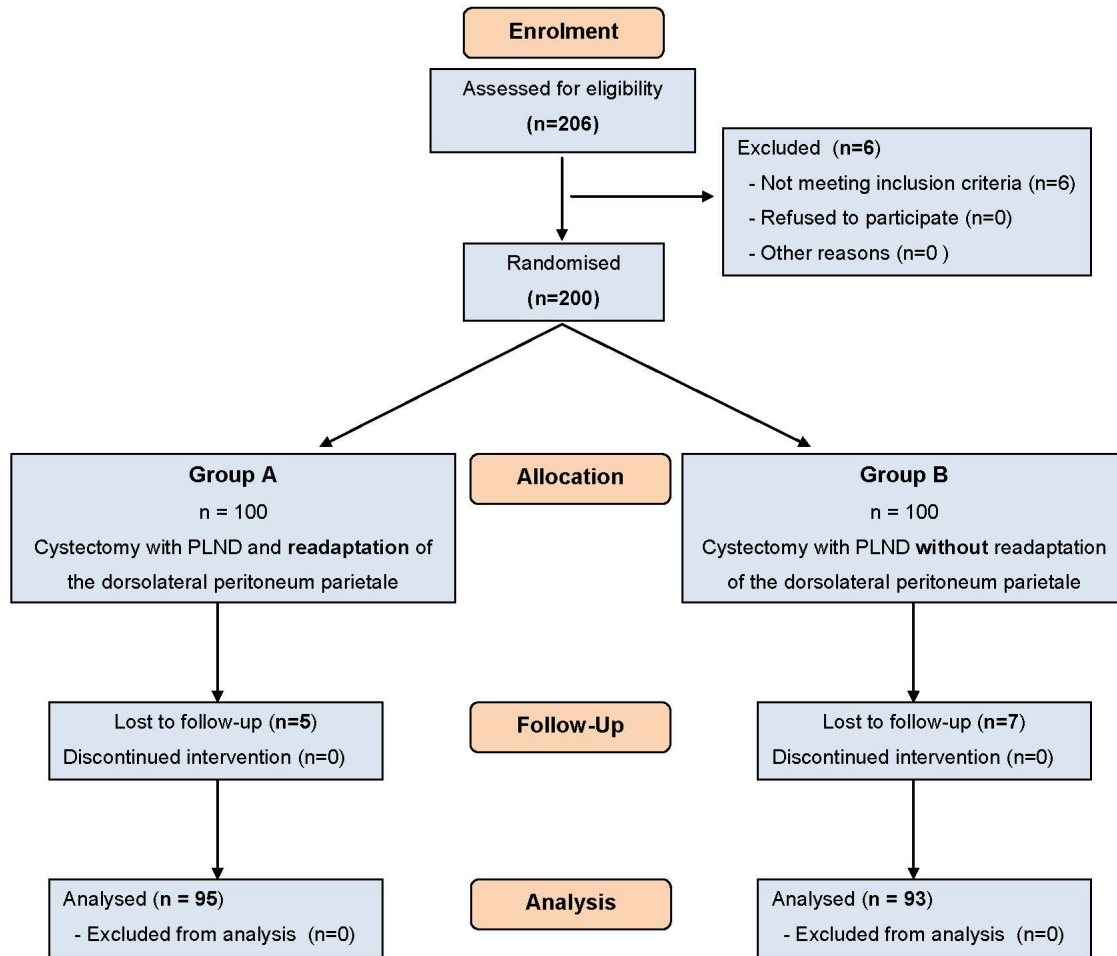 Enrolment
Assessed for eligibility
(n=206)
Excluded (n=6)
- Not meeting inclusion criteria (n=6)
- Refused to participate (n=0)
- Other reasons (n=0 )
Randomised
(n=200)
Group A
n = 100
Cystectomy with PLND and readaptation of
the dorsolateral peritoneum parietale
Allocation
Group B
n = 100
Cystectomy with PLND without readaptation
of the dorsolateral peritoneum parietale
Lost to follow-up (n=5)
Discontinued intervention (n=0)
Follow-Up
Lost to follow-up (n=7)
Discontinued intervention (n=0)
Analysed (n = 95)
- Excluded from analysis (n=0)
Analysis
Analysed (n = 93)
- Excluded from analysis (n=0)